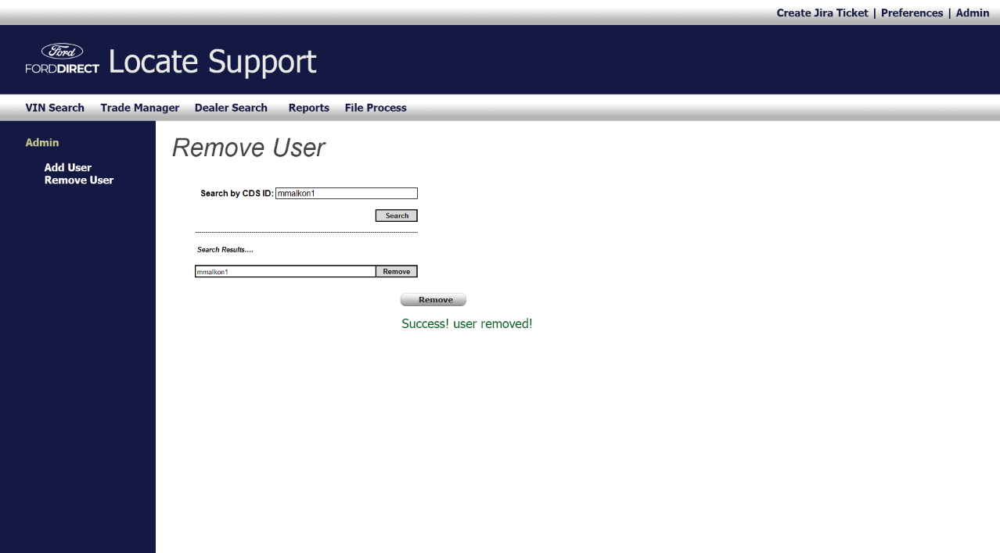 Create Jira Ticket | Preferences | Admin
Ford
FORDDIRECT Locate Support
VIN Search Trade Manager Dealer Search Reports File Process
Admin
Add User
Remove User
Remove User
Search by CDS ID: mmalkon1
Search
Search Results....
mmalkon1 Remove
Remove
Success! user removed!